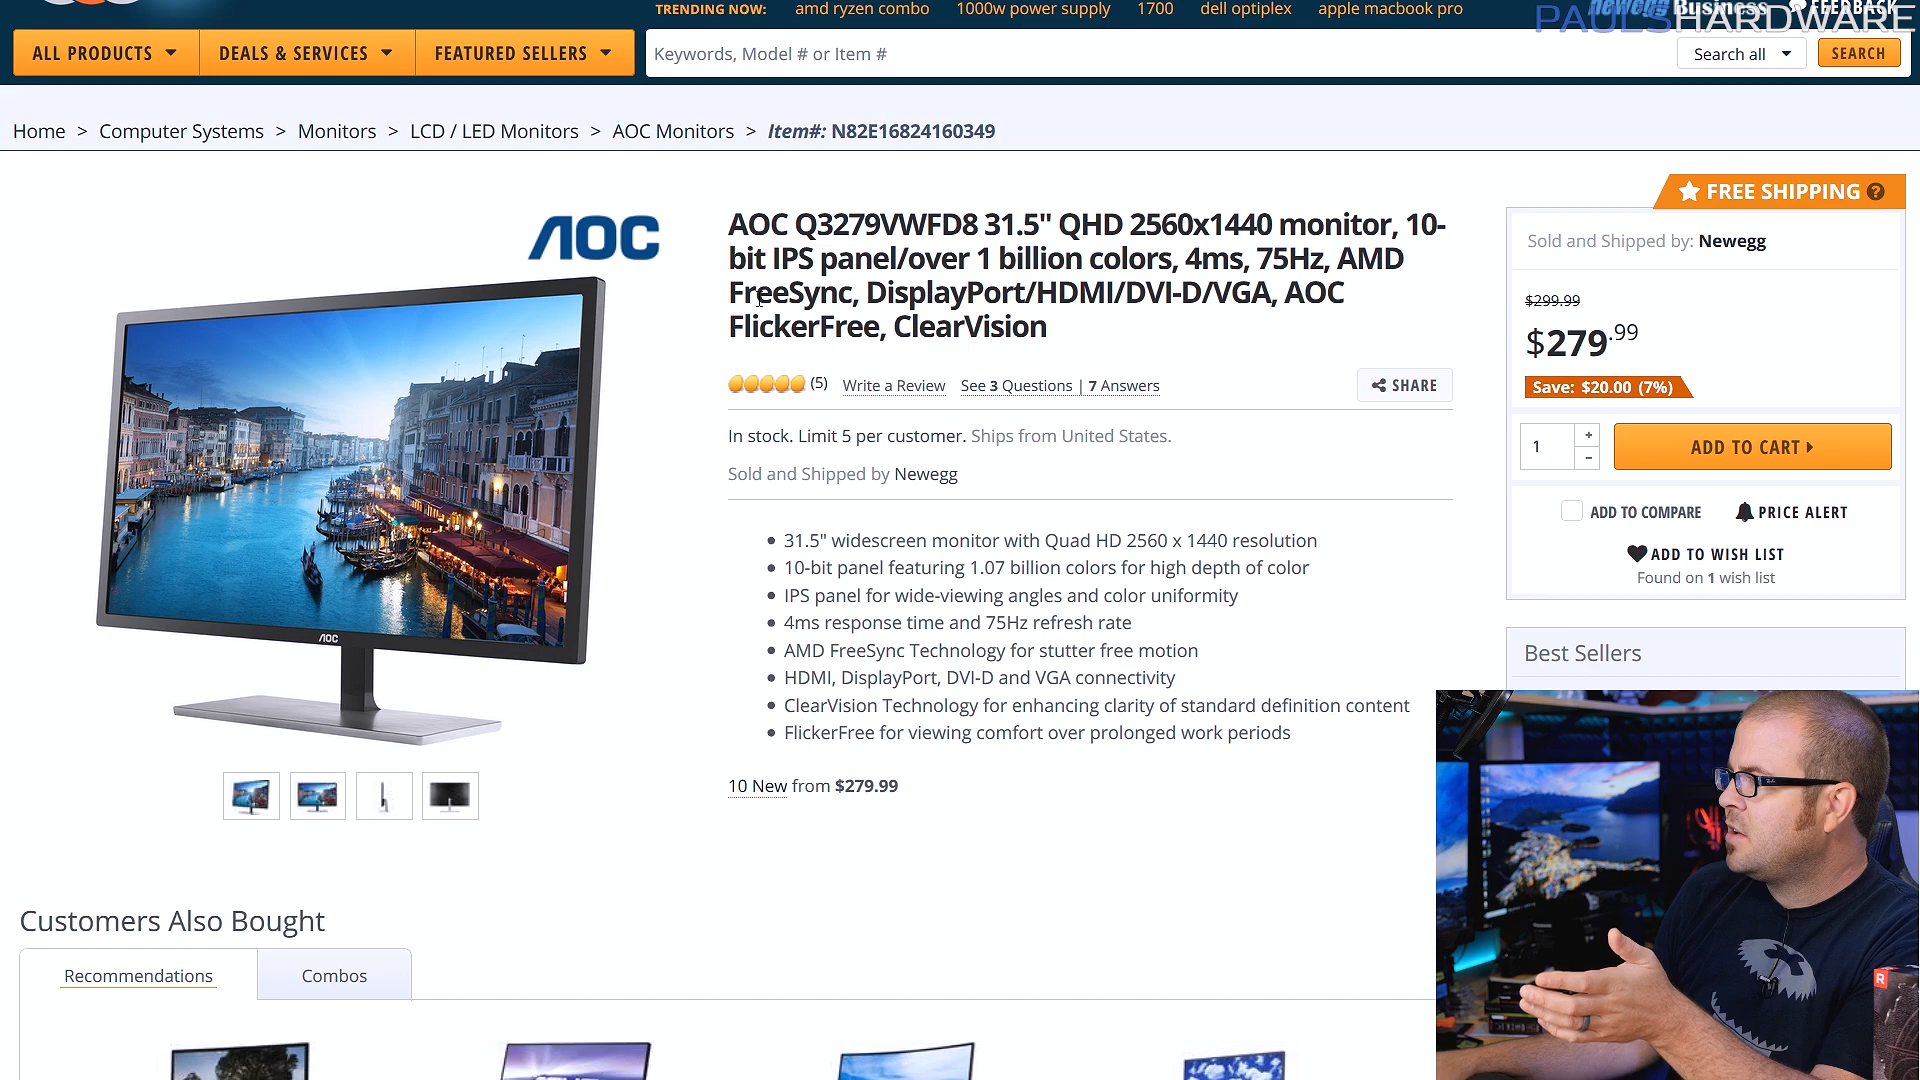 TRENDING NOW: amd ryzen combo 1000w power supply 1700 dell optiplex apple macbook pro
newegg Business FEEDBACK
PAULSHARDWARE
ALL PRODUCTS DEALS & SERVICES FEATURED SELLERS Keywords, Model # or Item # Search all SEARCH
Home > Computer Systems > Monitors > LCD / LED Monitors > AOC Monitors > Item#: N82E16824160349
AOC
AOC Q3279VWFD8 31.5" QHD 2560x1440 monitor, 10-
bit IPS panel/over 1 billion colors, 4ms, 75Hz, AMD
FreeSync, DisplayPort/HDMI/DVI-D/VGA, AOC
FlickerFree, ClearVision
(5) Write a Review See 3 Questions | 7 Answers SHARE
In stock. Limit 5 per customer. Ships from United States.
Sold and Shipped by Newegg
• 31.5" widescreen monitor with Quad HD 2560 x 1440 resolution
• 10-bit panel featuring 1.07 billion colors for high depth of color
• IPS panel for wide-viewing angles and color uniformity
• 4ms response time and 75Hz refresh rate
• AMD FreeSync Technology for stutter free motion
• HDMI, DisplayPort, DVI-D and VGA connectivity
• ClearVision Technology for enhancing clarity of standard definition content
• FlickerFree for viewing comfort over prolonged work periods
10 New from $279.99
AOC
FREE SHIPPING ?
Sold and Shipped by: Newegg
$299.99
$279.99
Save: $20.00 (7%)
1 + - ADD TO CART
ADD TO COMPARE PRICE ALERT
ADD TO WISH LIST
Found on 1 wish list
Best Sellers
Customers Also Bought
Recommendations Combos
R